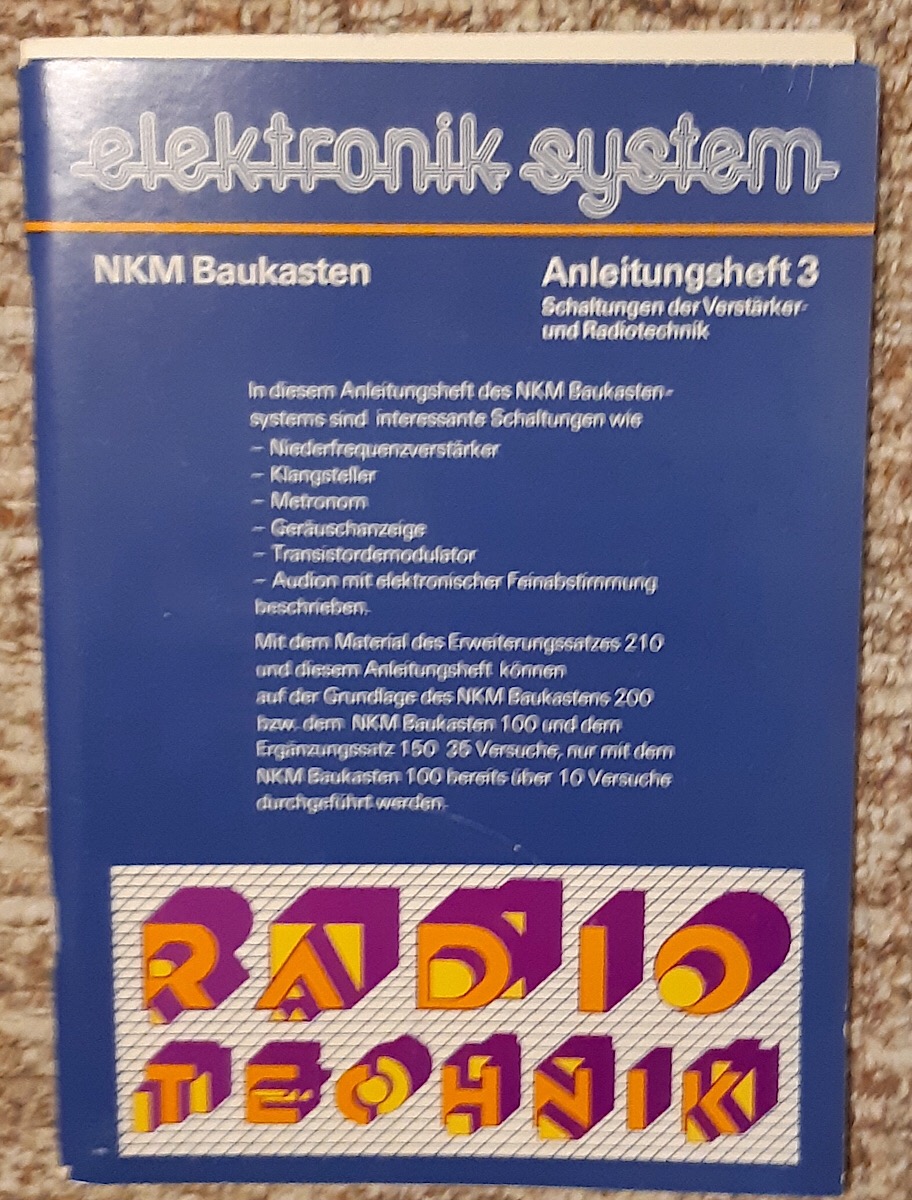 elektronik system
NKM Baukasten
Anleitungsheft 3
Schaltungen der Verstärker-
und Radiotechnik
In diesem Anleitungsheft des NKM Baukasten-
systems sind interessante Schaltungen wie
– Niederfrequenzverstärker
– Klangsteller
– Metronom
– Geräuschanzeige
– Transistordemodulator
– Audion mit elektronischer Feinabstimmung
beschrieben.
Mit dem Material des Erweiterungssatzes 210
und diesem Anleitungsheft können
auf der Grundlage des NKM Baukastens 200
bzw. dem NKM Baukasten 100 und dem
Ergänzungssatz 150 35 Versuche, nur mit dem
NKM Baukasten 100 bereits über 10 Versuche
durchgeführt werden.
RADIO
TECHNIK